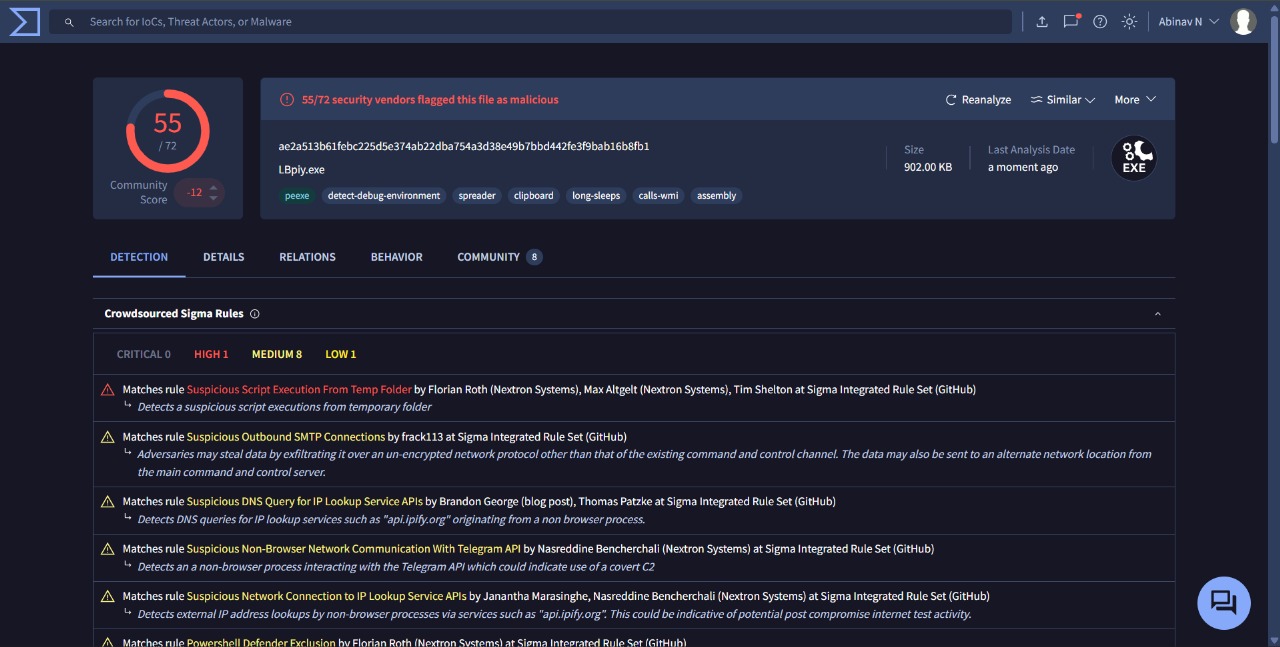 Search for IoCs, Threat Actors, or Malware
Abinav N
55
/ 72
Community Score
-12
55/72 security vendors flagged this file as malicious
Reanalyze
Similar
More
ae2a513b61febc225d5e374ab22dba754a3d38e49b7bbd442fe3f9bab16b8fb1
LBpiy.exe
Size
902.00 KB
Last Analysis Date
a moment ago
EXE
peexe detect-debug-environment spreader clipboard long-sleeps calls-wmi assembly
DETECTION DETAILS RELATIONS BEHAVIOR COMMUNITY 8
Crowdsourced Sigma Rules
CRITICAL 0 HIGH 1 MEDIUM 8 LOW 1
Matches rule Suspicious Script Execution From Temp Folder by Florian Roth (Nextron Systems), Max Altgelt (Nextron Systems), Tim Shelton at Sigma Integrated Rule Set (GitHub)
Detects a suspicious script executions from temporary folder
Matches rule Suspicious Outbound SMTP Connections by frack113 at Sigma Integrated Rule Set (GitHub)
Adversaries may steal data by exfiltrating it over an un-encrypted network protocol other than that of the existing command and control channel. The data may also be sent to an alternate network location from
the main command and control server.
Matches rule Suspicious DNS Query for IP Lookup Service APIs by Brandon George (blog post), Thomas Patzke at Sigma Integrated Rule Set (GitHub)
Detects DNS queries for IP lookup services such as "api.ipify.org" originating from a non browser process.
Matches rule Suspicious Non-Browser Network Communication With Telegram API by Nasreddine Bencherchali (Nextron Systems) at Sigma Integrated Rule Set (GitHub)
Detects an a non-browser process interacting with the Telegram API which could indicate use of a covert C2
Matches rule Suspicious Network Connection to IP Lookup Service APIs by Janantha Marasinghe, Nasreddine Bencherchali (Nextron Systems) at Sigma Integrated Rule Set (GitHub)
Detects external IP address lookups by non-browser processes via services such as "api.ipify.org". This could be indicative of potential post compromise internet test activity.
Matches rule Powershell Defender Exclusion by Florian Roth (Nextron Systems) at Sigma Integrated Rule Set (GitHub)